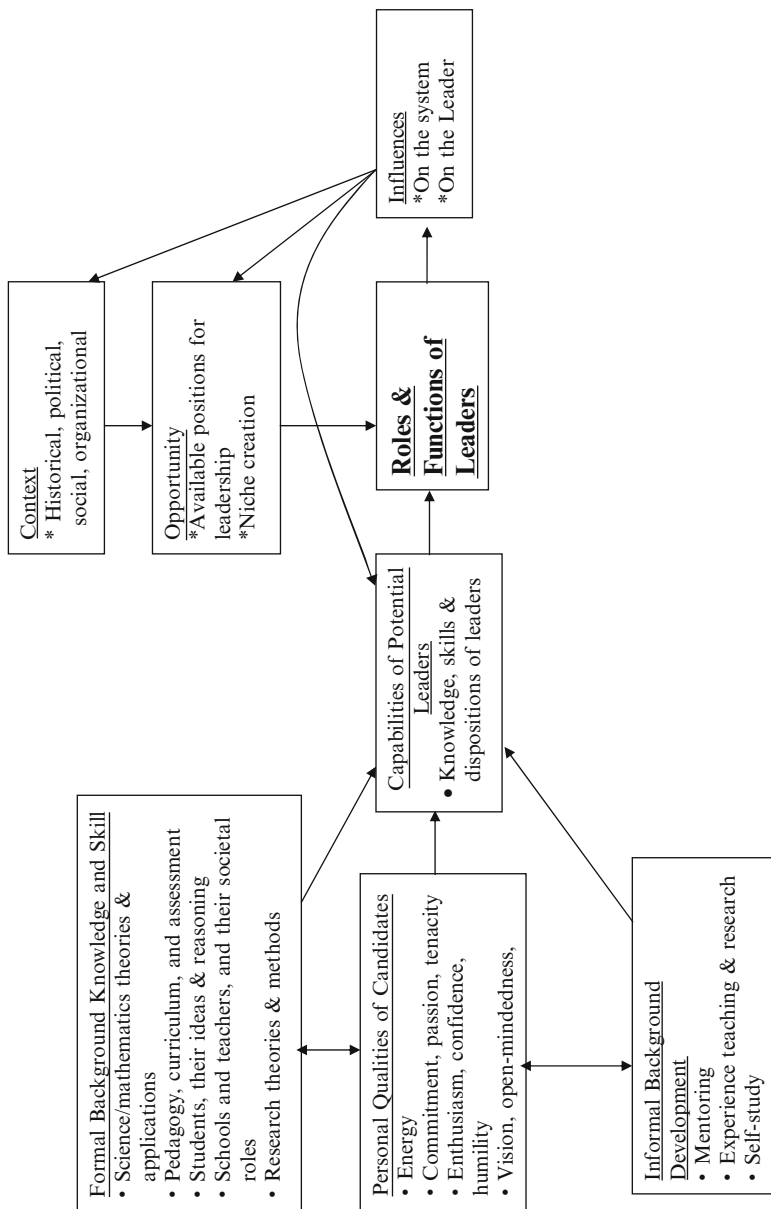 Formal Background Knowledge and Skill
• Science/mathematics theories &
applications
• Pedagogy, curriculum, and assessment
• Students, their ideas & reasoning
• Schools and teachers, and their societal
roles
• Research theories & methods
Personal Qualities of Candidates
• Energy
• Commitment, passion, tenacity
• Enthusiasm, confidence,
humility
• Vision, open-mindedness,
Informal Background
Development
• Mentoring
• Experience teaching & research
• Self-study
Capabilities of Potential
Leaders
• Knowledge, skills &
dispositions of leaders
Context
* Historical, political,
social, organizational
Opportunity
*Available positions for
leadership
*Niche creation
Roles &
Functions of
Leaders
Influences
*On the system
*On the Leader